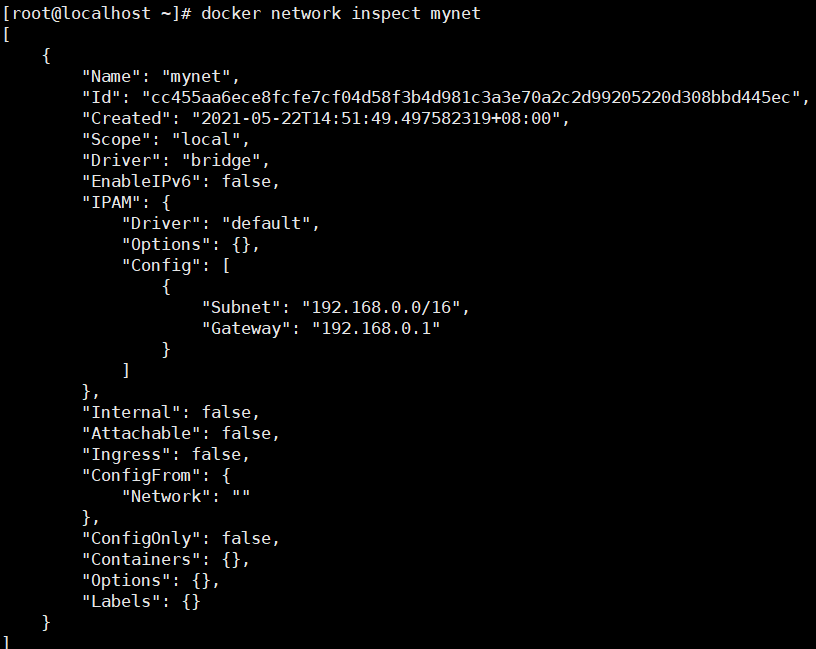 [root@localhost ~]# docker network inspect mynet
[
    {
        "Name": "mynet",
        "Id": "cc455aa6ece8fcfe7cf04d58f3b4d981c3a3e70a2c2d99205220d308bbd445ec",
        "Created": "2021-05-22T14:51:49.497582319+08:00",
        "Scope": "local",
        "Driver": "bridge",
        "EnableIPv6": false,
        "IPAM": {
            "Driver": "default",
            "Options": {},
            "Config": [
                {
                    "Subnet": "192.168.0.0/16",
                    "Gateway": "192.168.0.1"
                }
            ]
        },
        "Internal": false,
        "Attachable": false,
        "Ingress": false,
        "ConfigFrom": {
            "Network": ""
        },
        "ConfigOnly": false,
        "Containers": {},
        "Options": {},
        "Labels": {}
    }
]